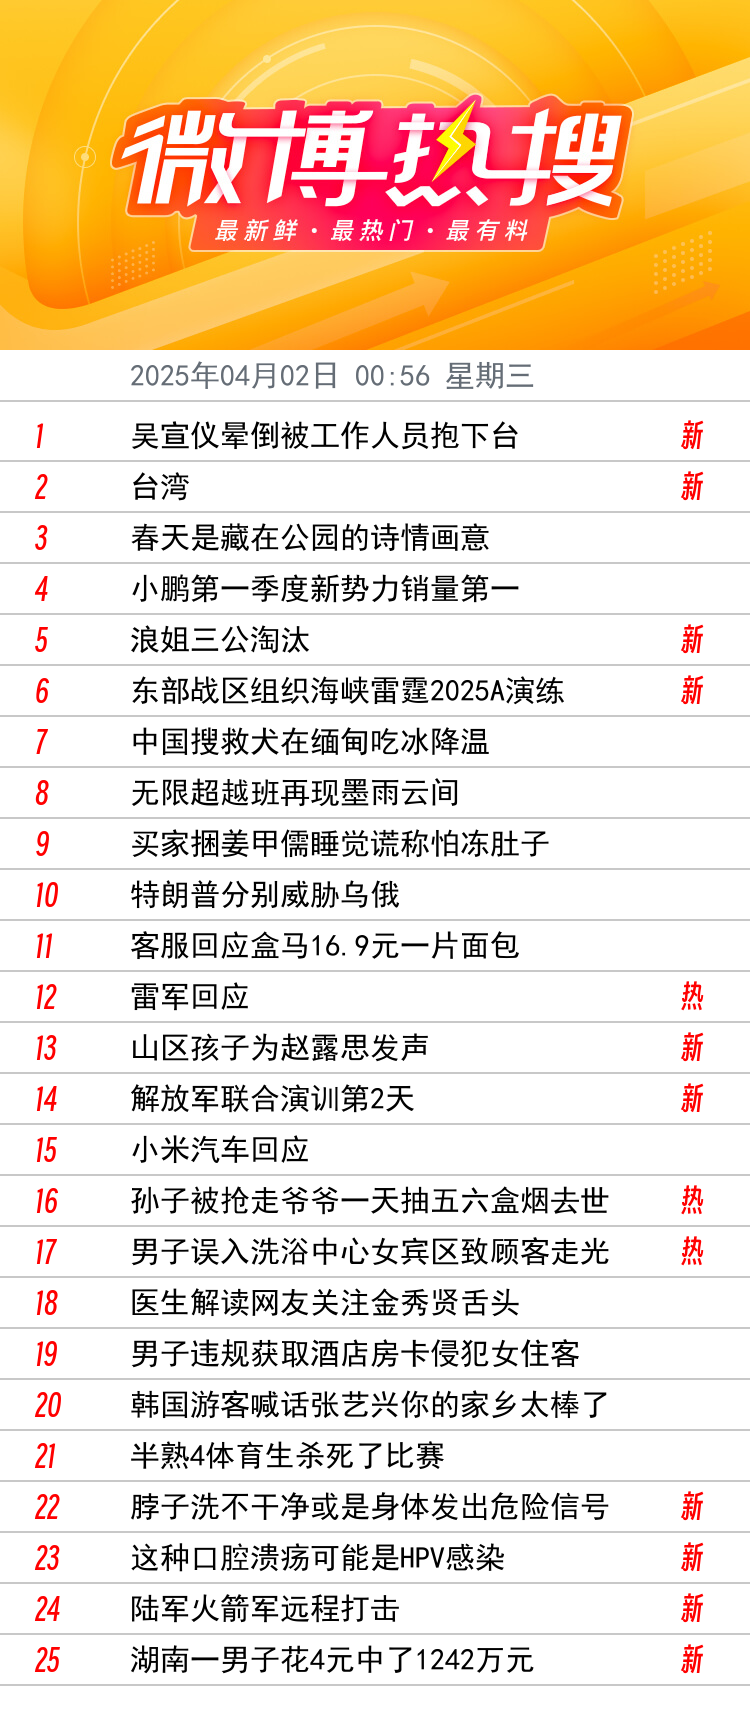 微博热搜
最新鲜·最热门·最有料
2025年04月02日 00:56 星期三
1 吴宣仪晕倒被工作人员抱下台 新
2 台湾 新
3 春天是藏在公园的诗情画意
4 小鹏第一季度新势力销量第一
5 浪姐三公淘汰 新
6 东部战区组织海峡雷霆2025A演练 新
7 中国搜救犬在缅甸吃冰降温
8 无限超越班再现墨雨云间
9 买家捆姜甲儒睡觉谎称怕冻肚子
10 特朗普分别威胁乌俄
11 客服回应盒马16.9元一片面包
12 雷军回应 热
13 山区孩子为赵露思发声 新
14 解放军联合演训第2天 新
15 小米汽车回应
16 孙子被抢走爷爷一天抽五六盒烟去世 热
17 男子误入洗浴中心女宾区致顾客走光 热
18 医生解读网友关注金秀贤舌头
19 男子违规获取酒店房卡侵犯女住客
20 韩国游客喊话张艺兴你的家乡太棒了
21 半熟4体育生杀死了比赛
22 脖子洗不干净或是身体发出危险信号 新
23 这种口腔溃疡可能是HPV感染 新
24 陆军火箭军远程打击 新
25 湖南一男子花4元中了1242万元 新